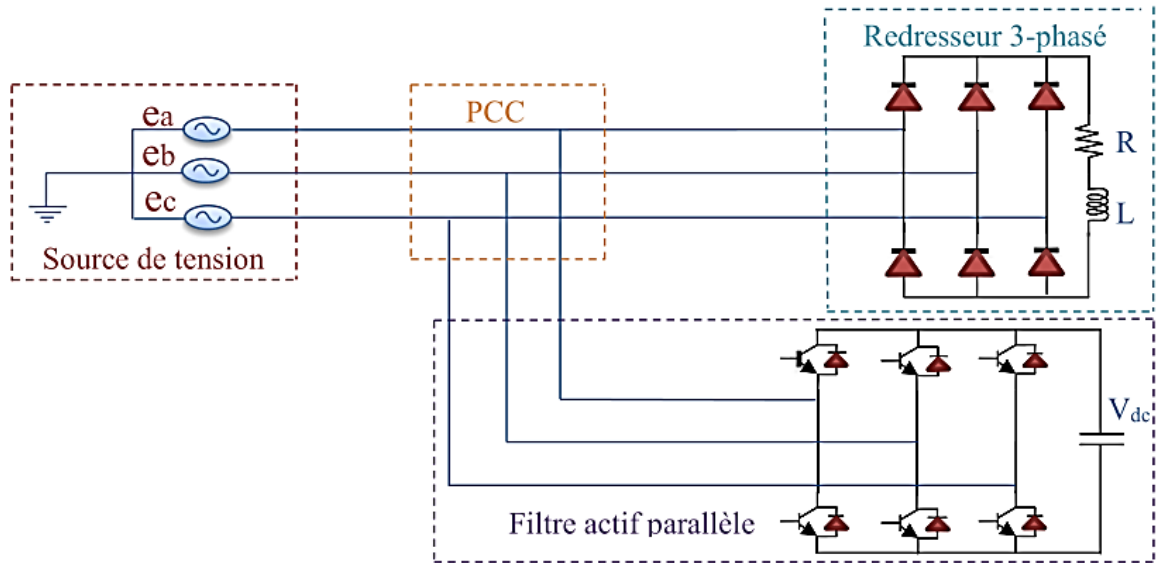 Redresseur 3-phasé
PCC
ea
eb
ec
R
L
Source de tension
Vdc
Filtre actif parallèle